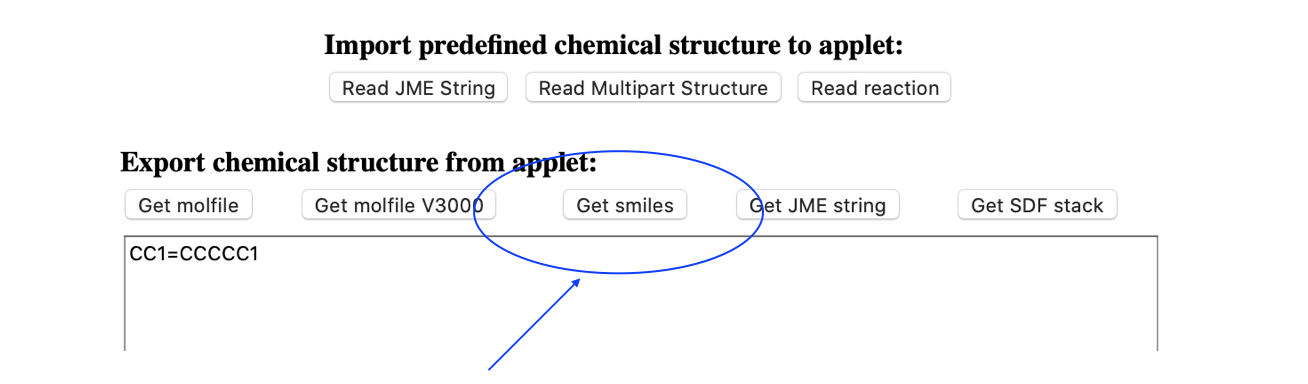 Import predefined chemical structure to applet:
Read JME String Read Multipart Structure Read reaction
Export chemical structure from applet:
Get molfile Get molfile V3000 Get smiles Get JME string Get SDF stack
CC1=CCCCC1